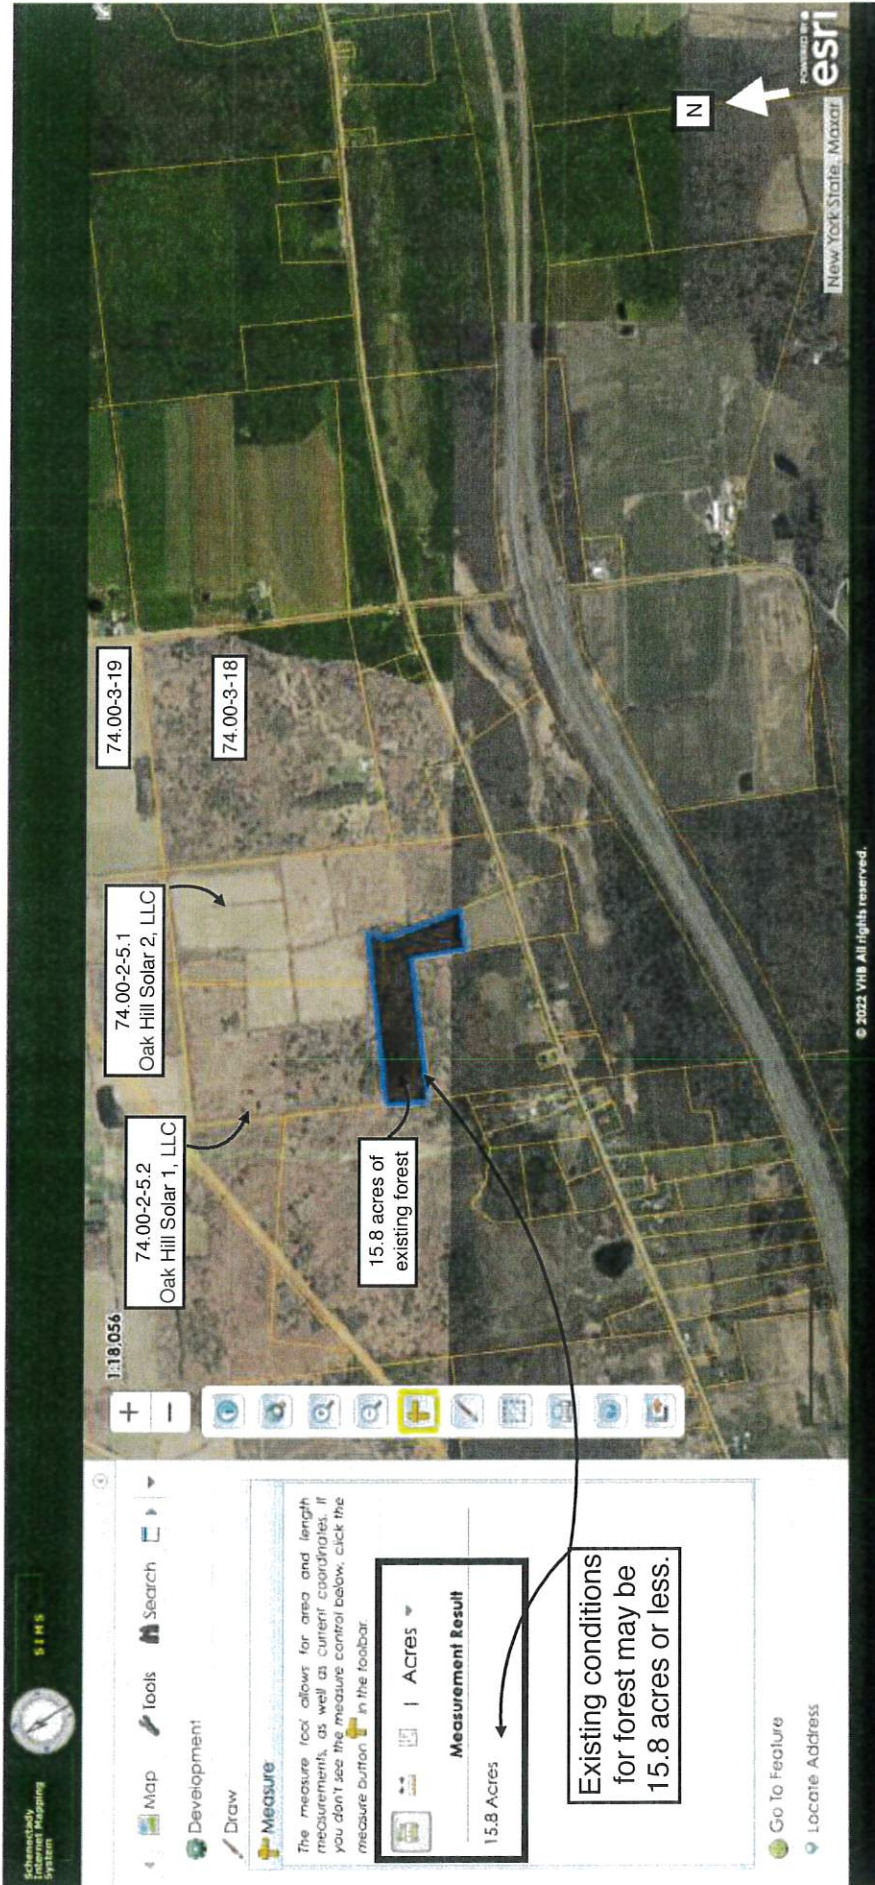 Schenectady
Internet Mapping
System
SIMS
Map
Tools
Search
Development
Draw
Measure
The measure tool allows for area and length
measurements, as well as current coordinates. If
you don't see the measure control below, click the
measure button in the toolbar.
Acres
Measurement Result
15.8 Acres
Existing conditions
for forest may be
15.8 acres or less.
Go To Feature
Locate Address
+
−
1:18,056
74.00-2-5.2
Oak Hill Solar 1, LLC
74.00-2-5.1
Oak Hill Solar 2, LLC
74.00-3-19
74.00-3-18
15.8 acres of
existing forest
N
POWERED BY
esri
New York State, Maxar
© 2022 VHB All rights reserved.